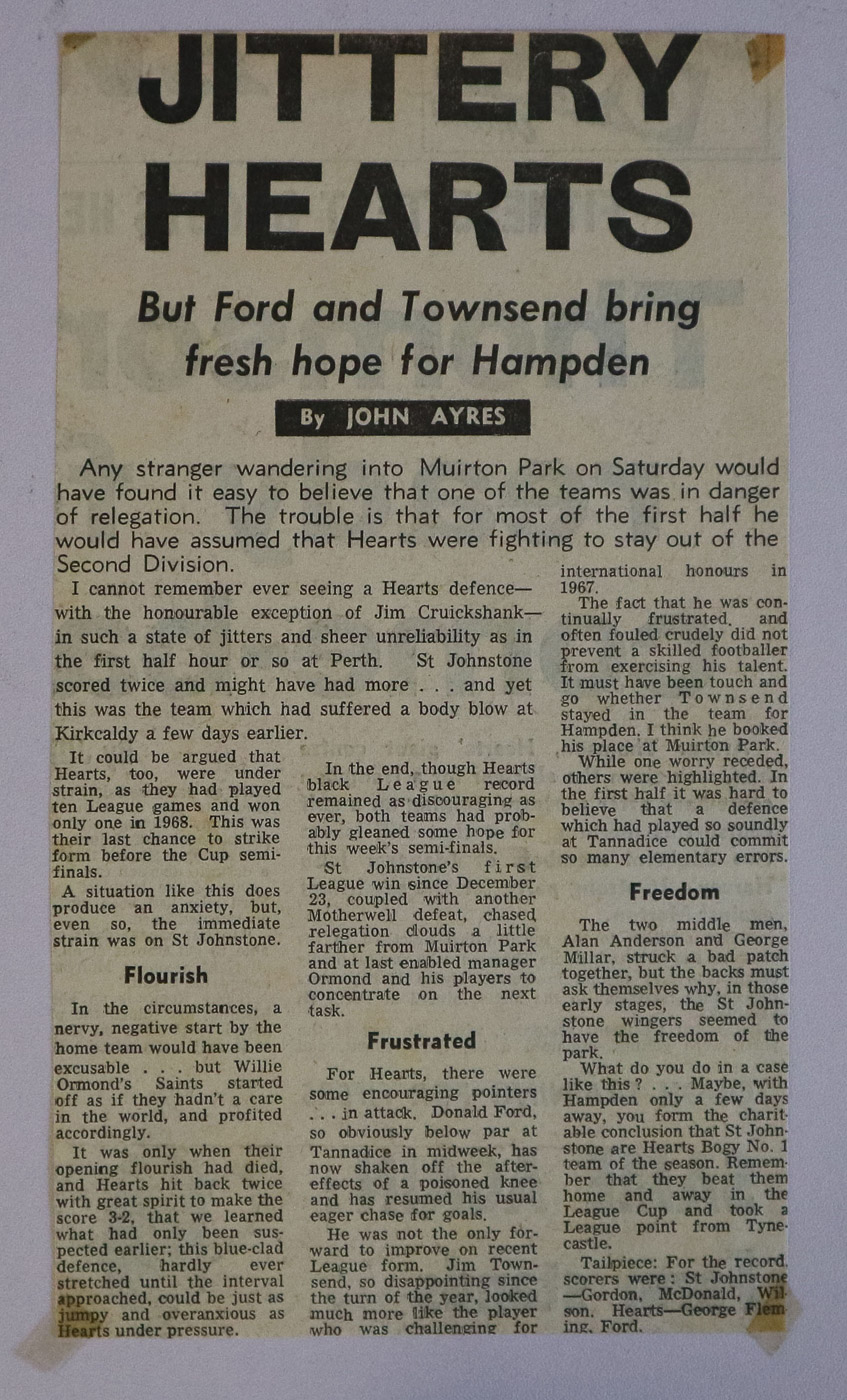 JITTERY
HEARTS
But Ford and Townsend bring
fresh hope for Hampden
By JOHN AYRES
Any stranger wandering into Muirton Park on Saturday would
have found it easy to believe that one of the teams was in danger
of relegation. The trouble is that for most of the first half he
would have assumed that Hearts were fighting to stay out of the
Second Division.
I cannot remember ever seeing a Hearts defence—
with the honourable exception of Jim Cruickshank—
in such a state of jitters and sheer unreliability as in
the first half hour or so at Perth. St Johnstone
scored twice and might have had more . . . and yet
this was the team which had suffered a body blow at
Kirkcaldy a few days earlier.
It could be argued that
Hearts, too, were under
strain, as they had played
ten League games and won
only one in 1968. This was
their last chance to strike
form before the Cup semi-
finals.
A situation like this does
produce an anxiety, but,
even so, the immediate
strain was on St Johnstone.
Flourish
In the circumstances, a
nervy, negative start by the
home team would have been
excusable . . . but Willie
Ormond's Saints started
off as if they hadn't a care
in the world, and profited
accordingly.
It was only when their
opening flourish had died,
and Hearts hit back twice
with great spirit to make the
score 3-2, that we learned
what had only been sus-
pected earlier; this blue-clad
defence, hardly ever
stretched until the interval
approached, could be just as
jumpy and overanxious as
Hearts under pressure.
In the end, though Hearts
black League record
remained as discouraging as
ever, both teams had prob-
ably gleaned some hope for
this week's semi-finals.
St Johnstone's first
League win since December
23, coupled with another
Motherwell defeat, chased
relegation clouds a little
farther from Muirton Park
and at last enabled manager
Ormond and his players to
concentrate on the next
task.
Frustrated
For Hearts, there were
some encouraging pointers
. . . in attack. Donald Ford,
so obviously below par at
Tannadice in midweek, has
now shaken off the after-
effects of a poisoned knee
and has resumed his usual
eager chase for goals.
He was not the only for-
ward to improve on recent
League form. Jim Town-
send, so disappointing since
the turn of the year, looked
much more like the player
who was challenging for
international honours in
1967.
The fact that he was con-
tinually frustrated, and
often fouled crudely did not
prevent a skilled footballer
from exercising his talent.
It must have been touch and
go whether Townsend
stayed in the team for
Hampden. I think he booked
his place at Muirton Park.
While one worry receded,
others were highlighted. In
the first half it was hard to
believe that a defence
which had played so soundly
at Tannadice could commit
so many elementary errors.
Freedom
The two middle men,
Alan Anderson and George
Millar, struck a bad patch
together, but the backs must
ask themselves why, in those
early stages, the St John-
stone wingers seemed to
have the freedom of the
park.
What do you do in a case
like this? . . . Maybe, with
Hampden only a few days
away, you form the charit-
able conclusion that St John-
stone are Hearts Bogy No. 1
team of the season. Remem-
ber that they beat them
home and away in the
League Cup and took a
League point from Tyne-
castle.
Tailpiece: For the record,
scorers were: St Johnstone
—Gordon, McDonald, Wil-
son. Hearts—George Flem-
ing, Ford.